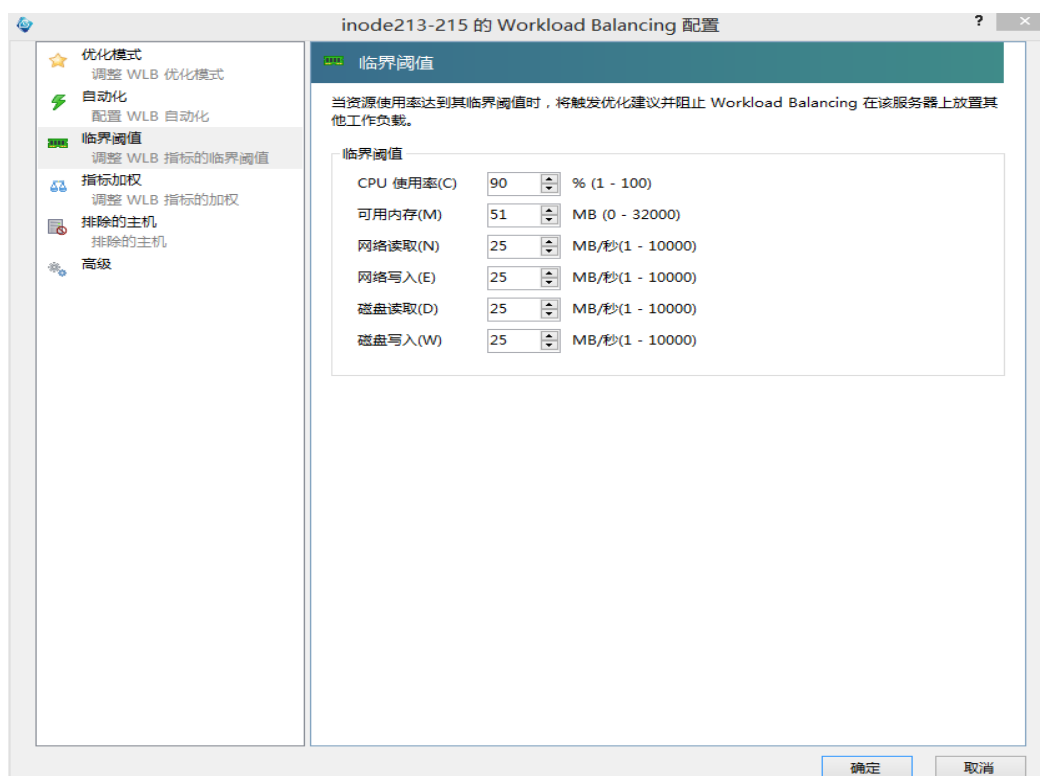 inode213-215 的 Workload Balancing 配置
?
优化模式
调整 WLB 优化模式
自动化
配置 WLB 自动化
临界阈值
调整 WLB 指标的临界阈值
指标加权
调整 WLB 指标的加权
排除的主机
排除的主机
高级
临界阈值
当资源使用率达到其临界阈值时，将触发优化建议并阻止 Workload Balancing 在该服务器上放置其
他工作负载。
临界阈值
CPU 使用率(C) 90 % (1 - 100)
可用内存(M) 51 MB (0 - 32000)
网络读取(N) 25 MB/秒(1 - 10000)
网络写入(E) 25 MB/秒(1 - 10000)
磁盘读取(D) 25 MB/秒(1 - 10000)
磁盘写入(W) 25 MB/秒(1 - 10000)
确定 取消